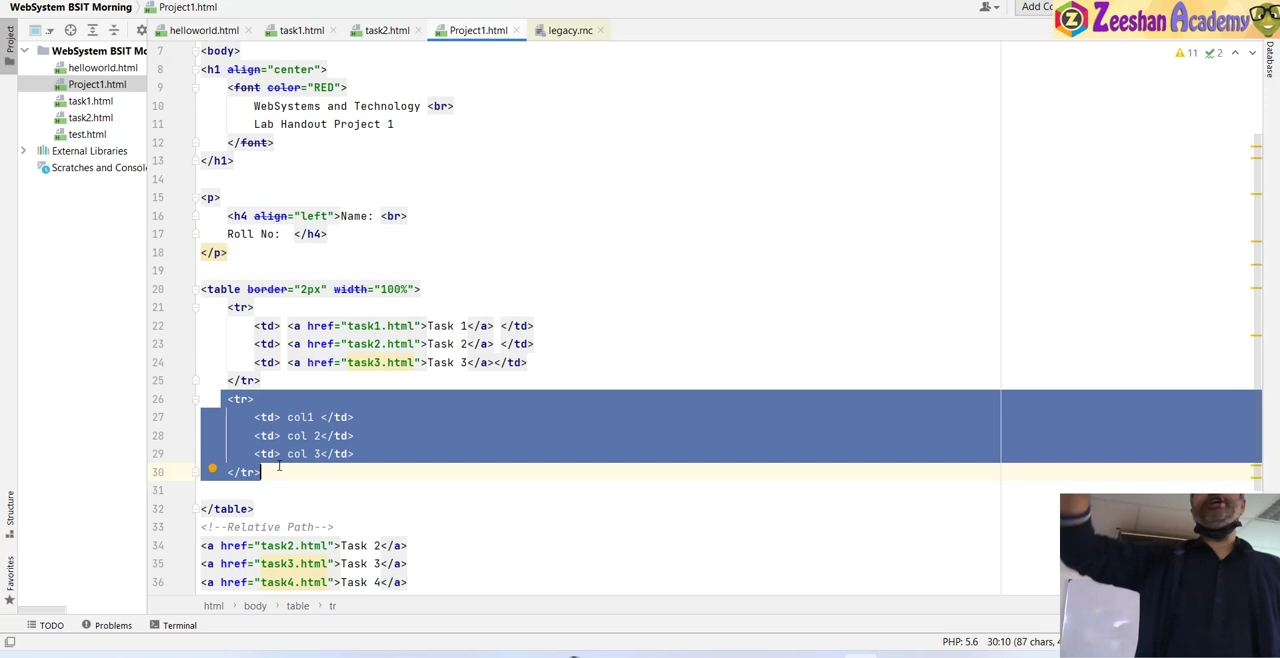 WebSystem BSIT Morning
Project1.html
Add Co
Zeeshan Academy
Project
helloworld.html
task1.html
task2.html
Project1.html
legacy.rnc
WebSystem BSIT Mo
helloworld.html
Project1.html
task1.html
task2.html
test.html
External Libraries
Scratches and Consol
11
2
Database
7 <body>
8 <h1 align="center">
9 <font color="RED">
10 WebSystems and Technology <br>
11 Lab Handout Project 1
12 </font>
13 </h1>
14
15 <p>
16 <h4 align="left">Name: <br>
17 Roll No: </h4>
18 </p>
19
20 <table border="2px" width="100%">
21 <tr>
22 <td> <a href="task1.html">Task 1</a> </td>
23 <td> <a href="task2.html">Task 2</a> </td>
24 <td> <a href="task3.html">Task 3</a></td>
25 </tr>
26 <tr>
27 <td> col1 </td>
28 <td> col 2</td>
29 <td> col 3</td>
30 </tr>
31
32 </table>
33 <!--Relative Path-->
34 <a href="task2.html">Task 2</a>
35 <a href="task3.html">Task 3</a>
36 <a href="task4.html">Task 4</a>
Structure
Favorites
html body table tr
TODO Problems Terminal
PHP: 5.6 30:10 (87 chars, 4